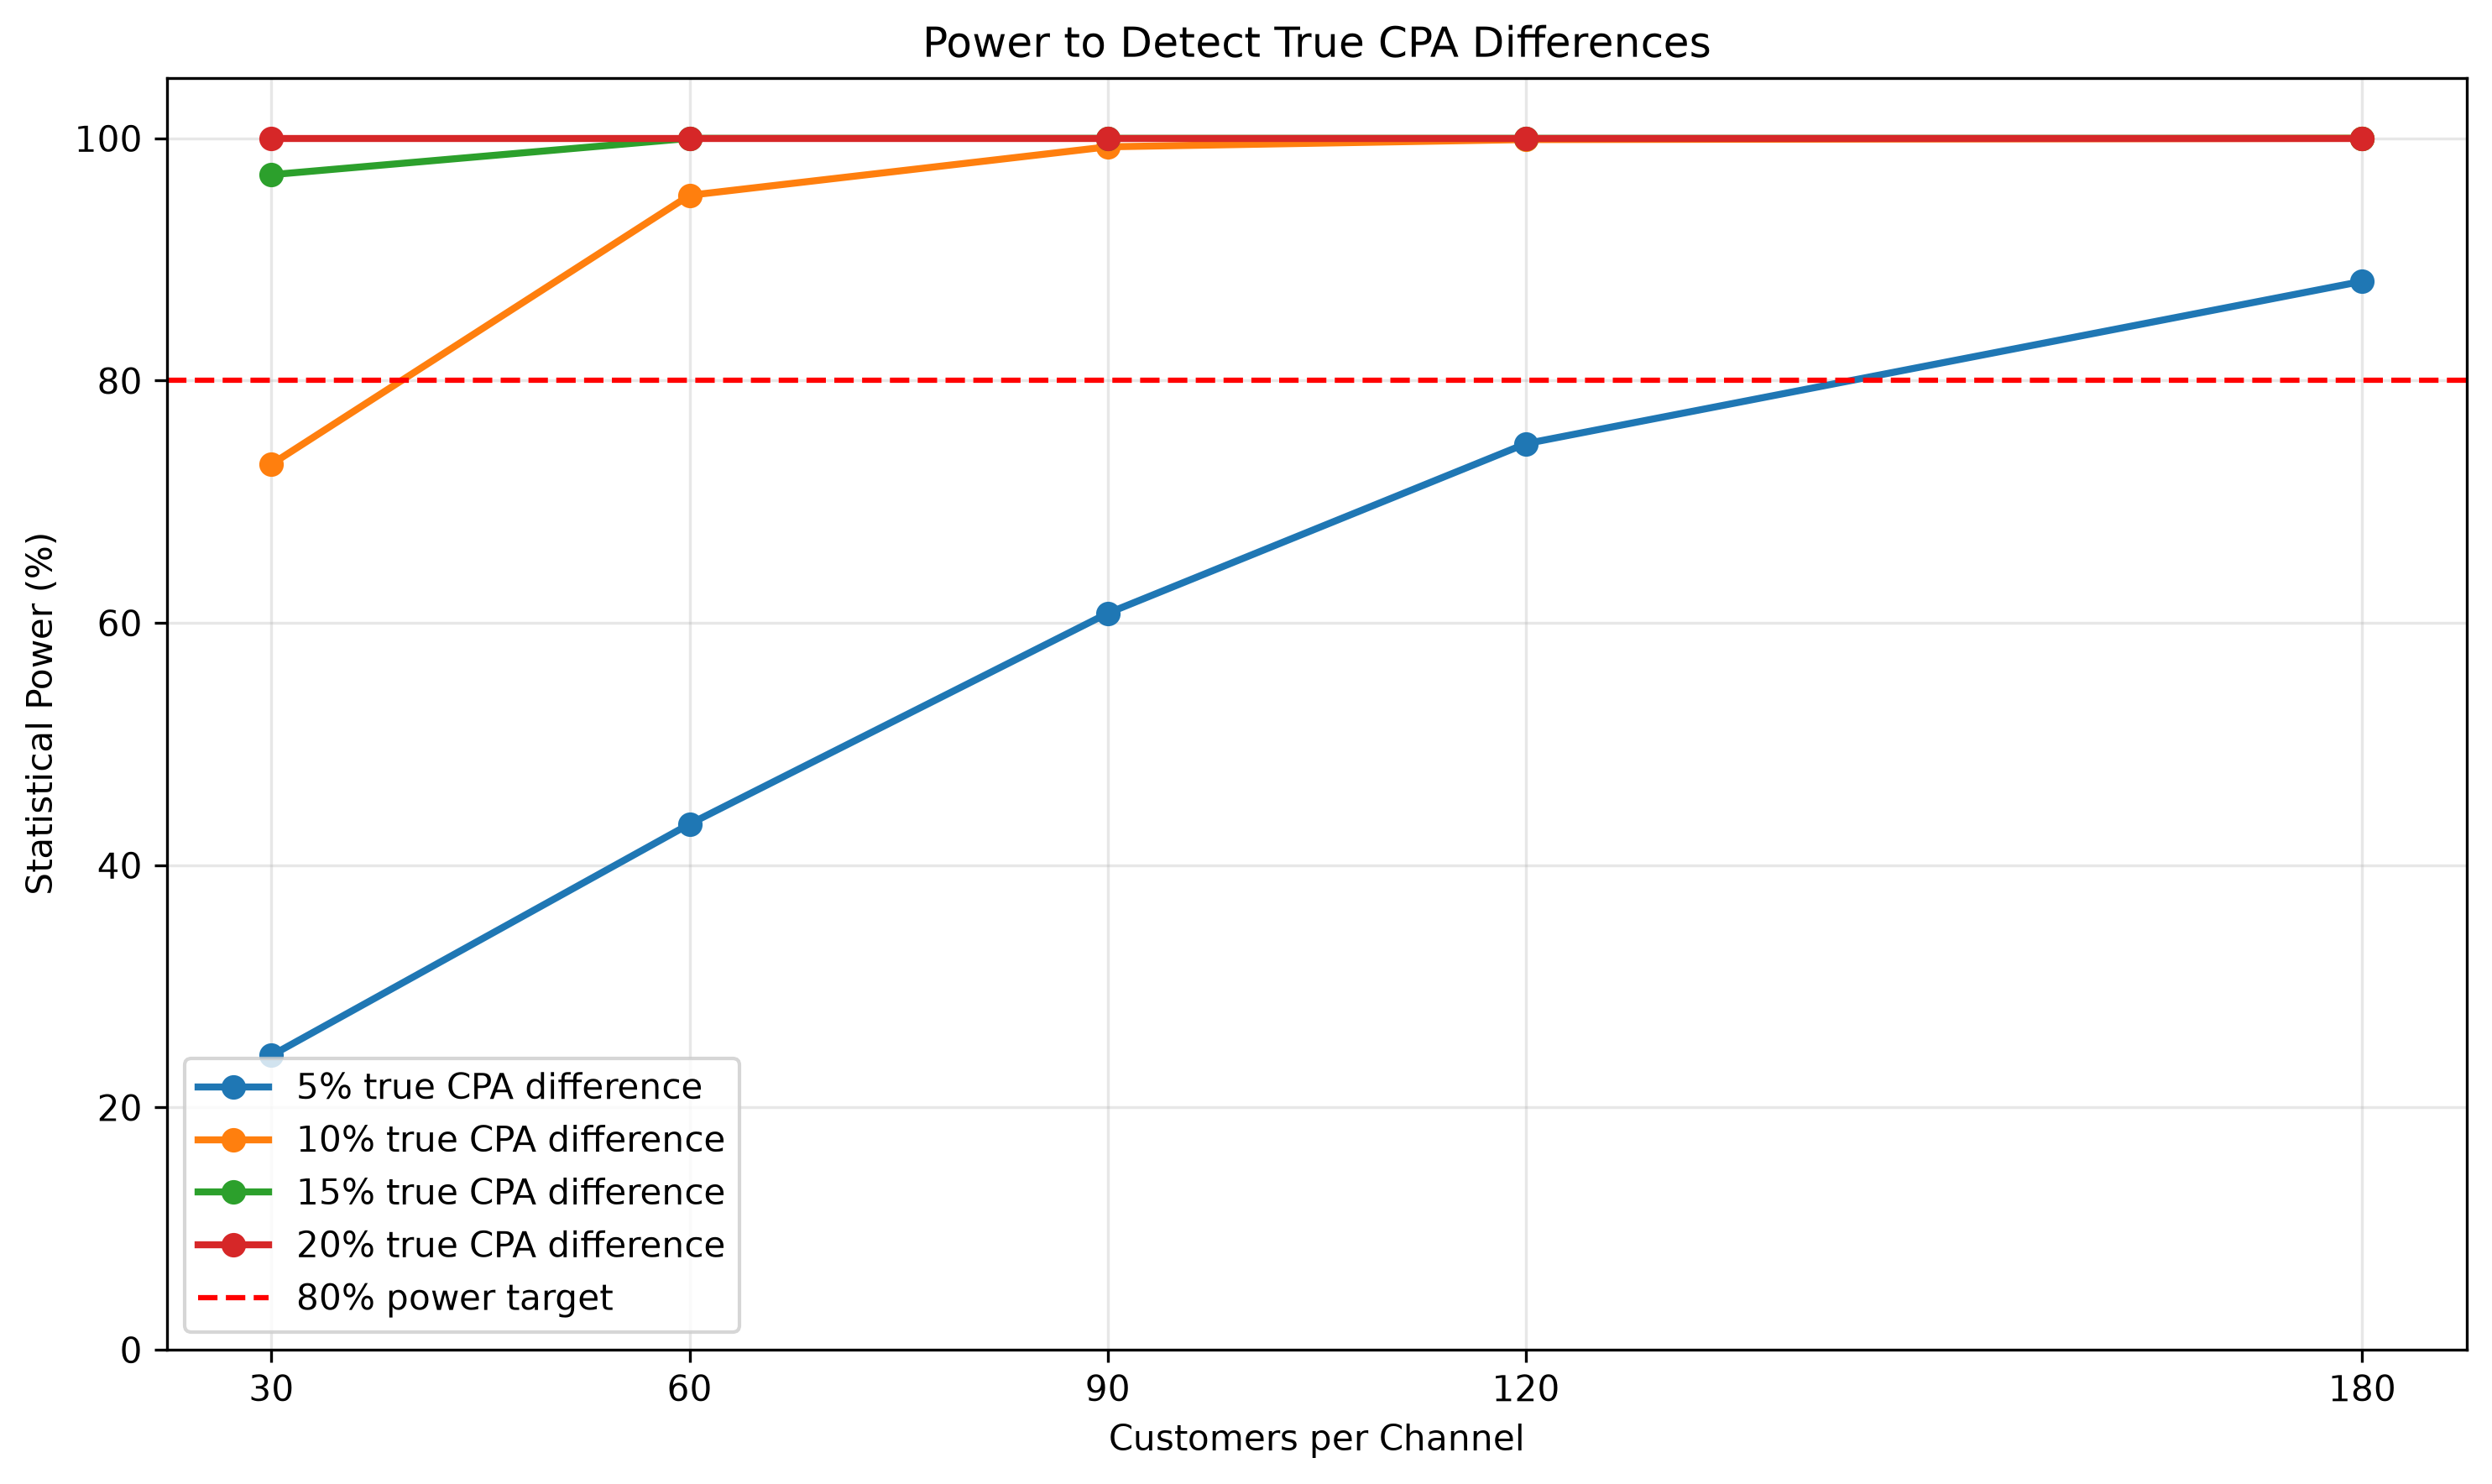 Power to Detect True CPA Differences
Statistical Power (%)
100
80
60
40
20
0
5% true CPA difference
10% true CPA difference
15% true CPA difference
20% true CPA difference
80% power target
30 60 90 120 180
Customers per Channel